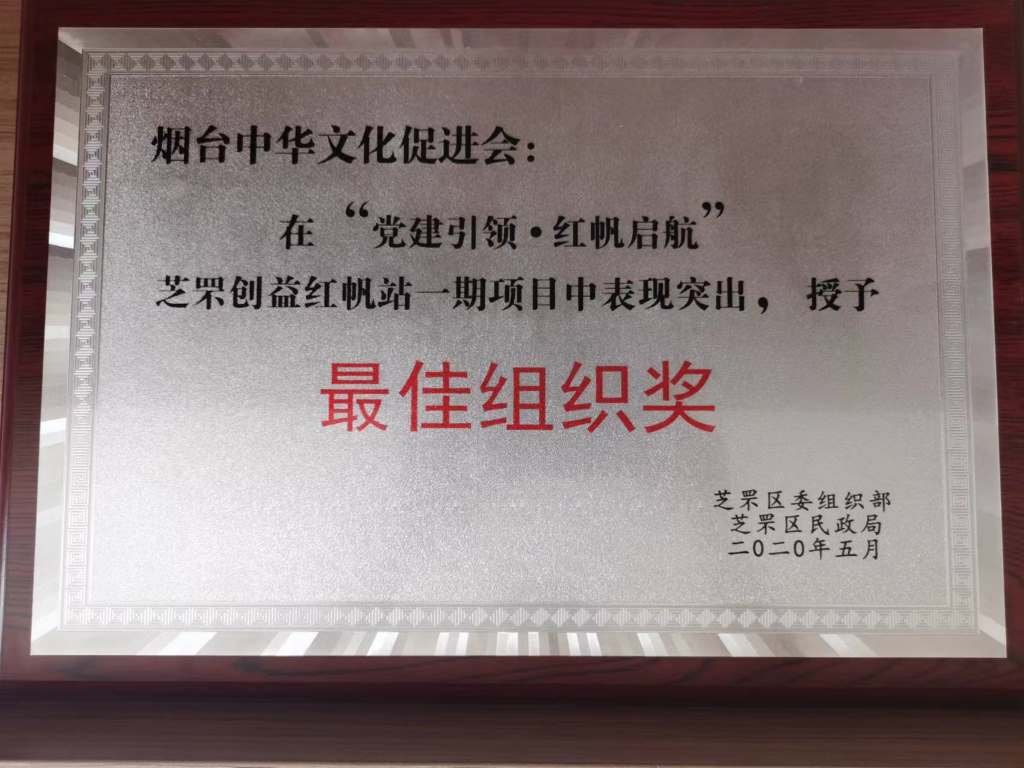 烟台中华文化促进会：
在“党建引领·红帆启航”
芝罘创益红帆站一期项目中表现突出，授予
最佳组织奖
芝罘区委组织部
芝罘区民政局
二〇二〇年五月